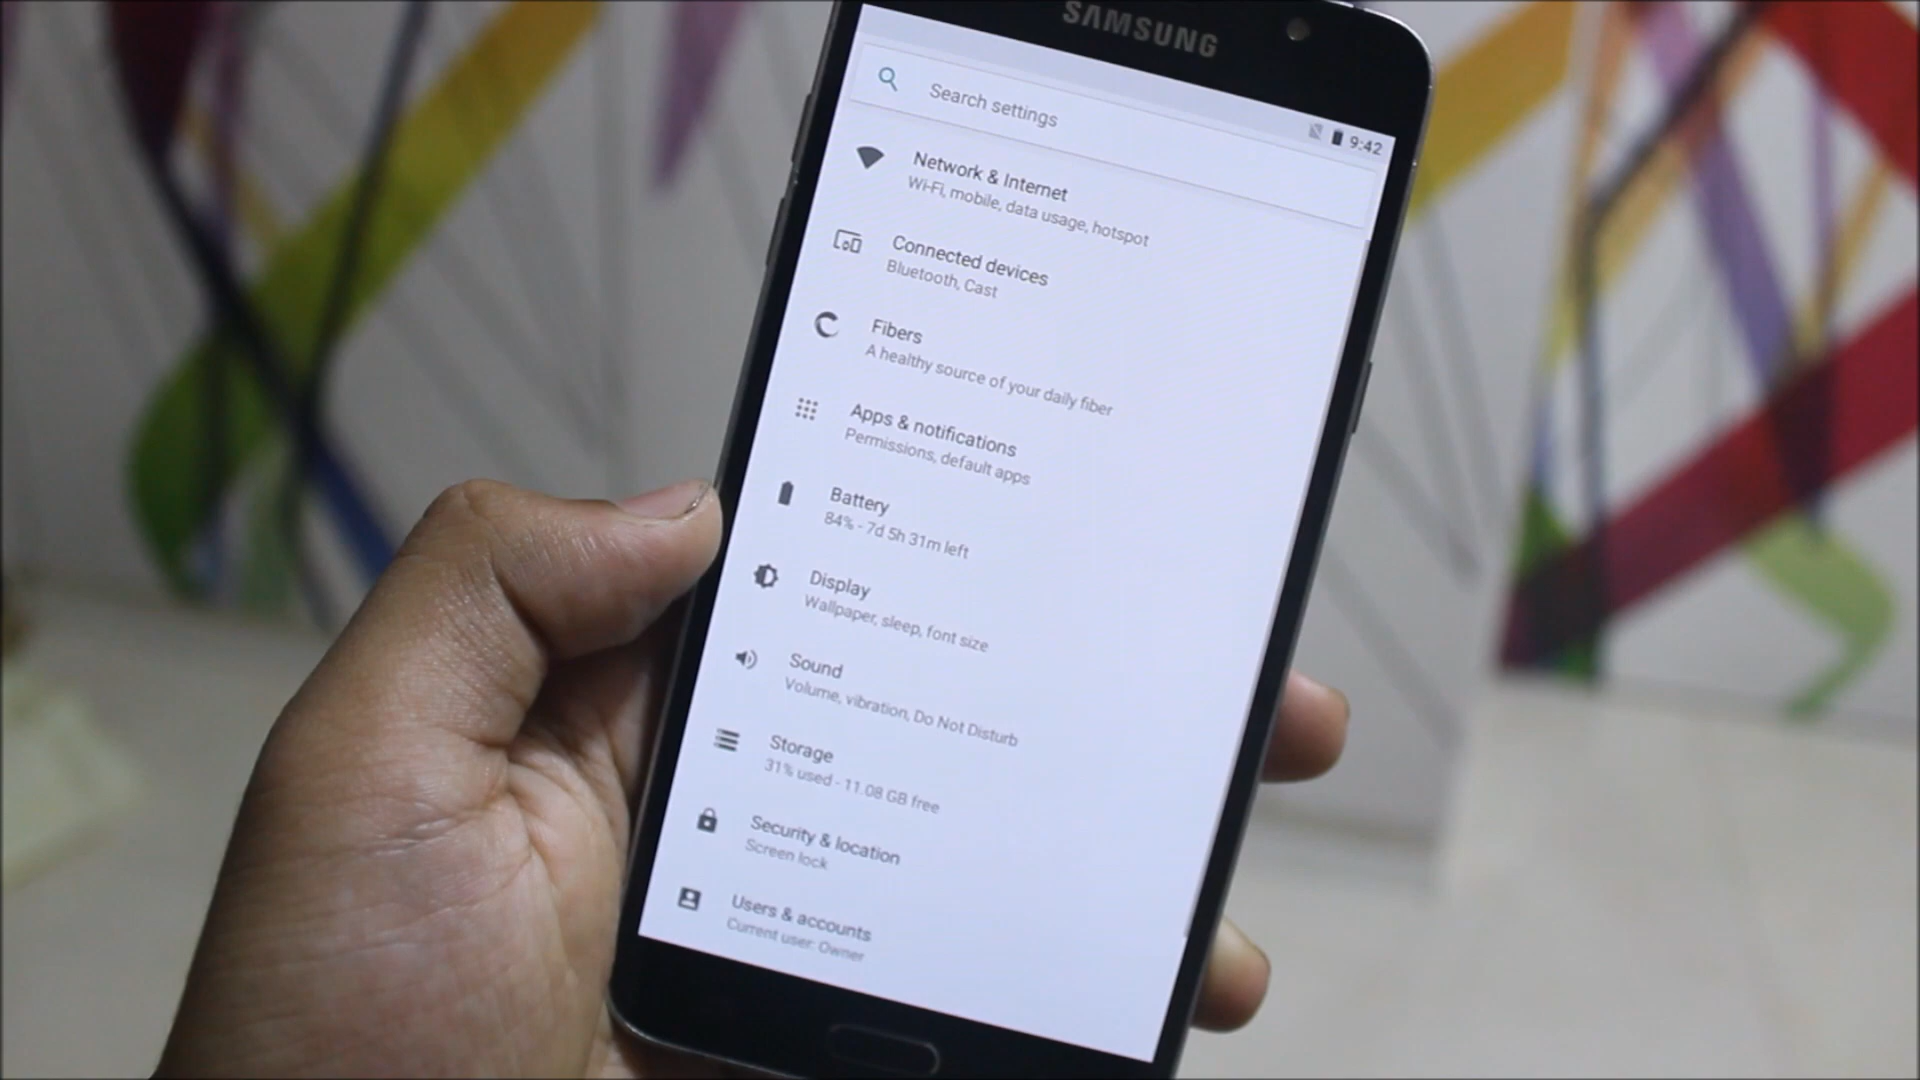 SAMSUNG
9:42
Search settings
Network & Internet
Wi-Fi, mobile, data usage, hotspot
Connected devices
Bluetooth, Cast
Fibers
A healthy source of your daily fiber
Apps & notifications
Permissions, default apps
Battery
84% - 7d 5h 31m left
Display
Wallpaper, sleep, font size
Sound
Volume, vibration, Do Not Disturb
Storage
31% used - 11.08 GB free
Security & location
Screen lock
Users & accounts
Current user: Owner